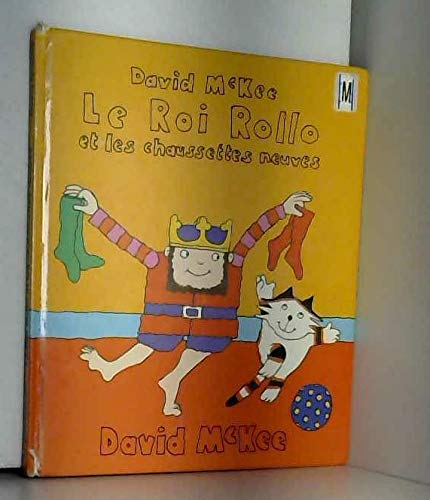 M
David McKee
Le Roi Rollo
et les chaussettes neuves
David McKee